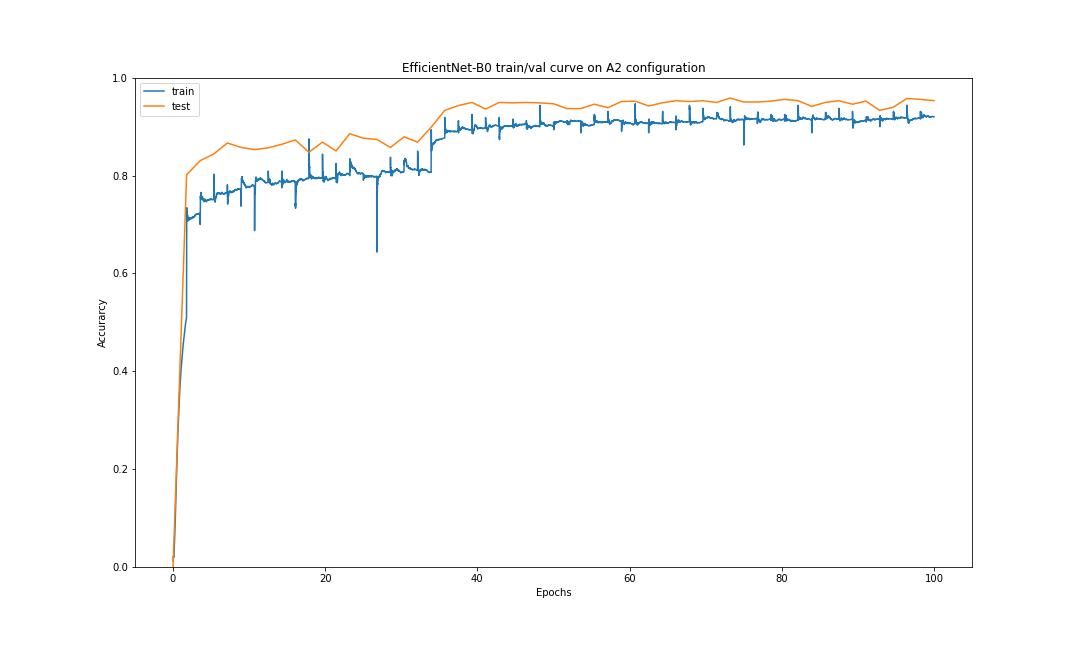 EfficientNet-B0 train/val curve on A2 configuration
train
test
1.0
0.8
0.6
0.4
0.2
0.0
Accurarcy
0 20 40 60 80 100
Epochs